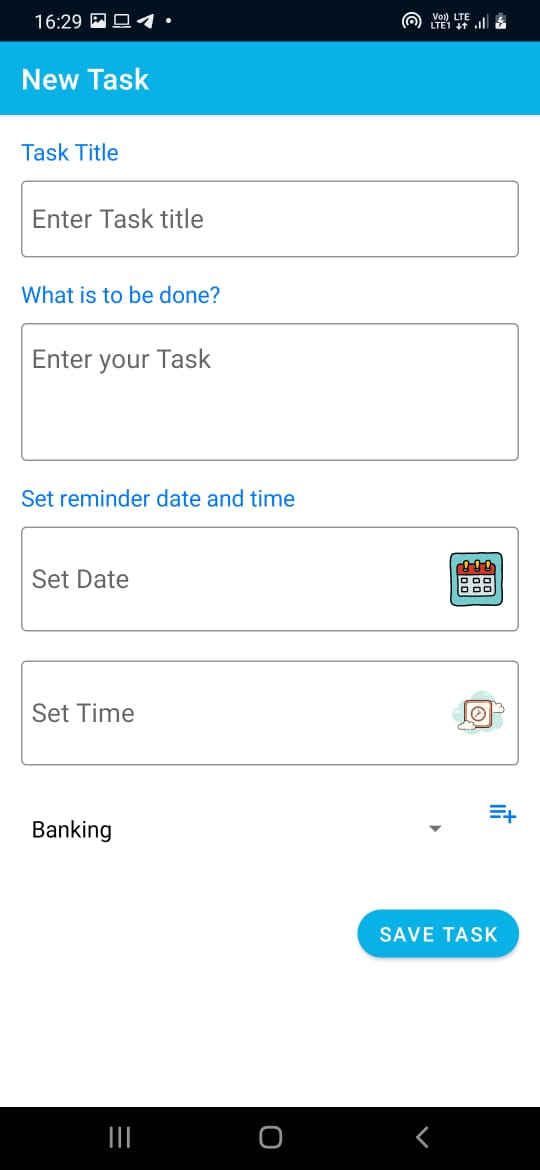 16:29
Vo)) LTE
LTE1
New Task
Task Title
Enter Task title
What is to be done?
Enter your Task
Set reminder date and time
Set Date
Set Time
Banking
SAVE TASK